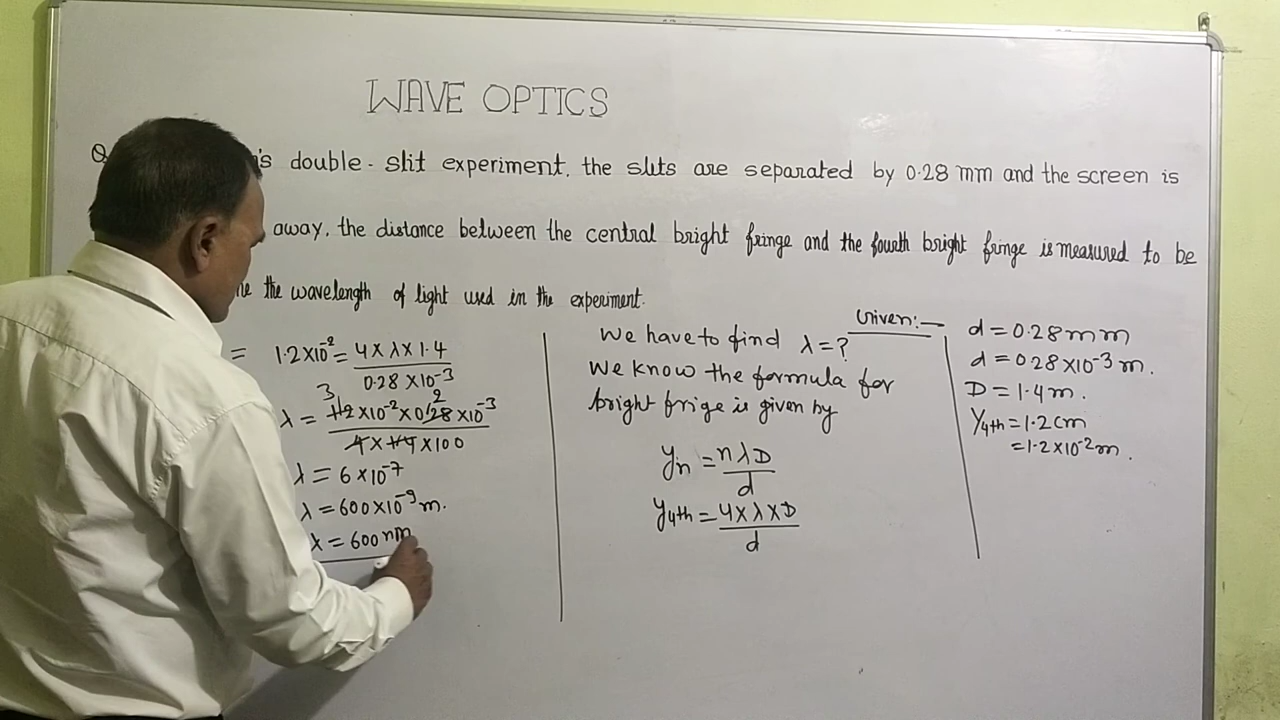 WAVE OPTICS
Q
's double-slit experiment, the slits are separated by 0.28 mm and the screen is
away, the distance between the central bright fringe and the fourth bright fringe is measured to be
the wavelength of light used in the experiment.
= 1.2×10⁻² = 4×λ×1.4
0.28×10⁻³
3 2
λ = 1.2×10⁻²×0.28×10⁻³
4×1.4×100
λ = 6×10⁻⁷
λ = 600×10⁻⁹ m.
λ = 600 nm
We have to find λ = ?
We know the formula for
bright frige is given by
yₙ = nλD
d
Y₄th = 4×λ×D
d
Given:—
d = 0.28 mm
d = 0.28×10⁻³ m.
D = 1.4 m.
Y₄th = 1.2 cm
= 1.2×10⁻² m.